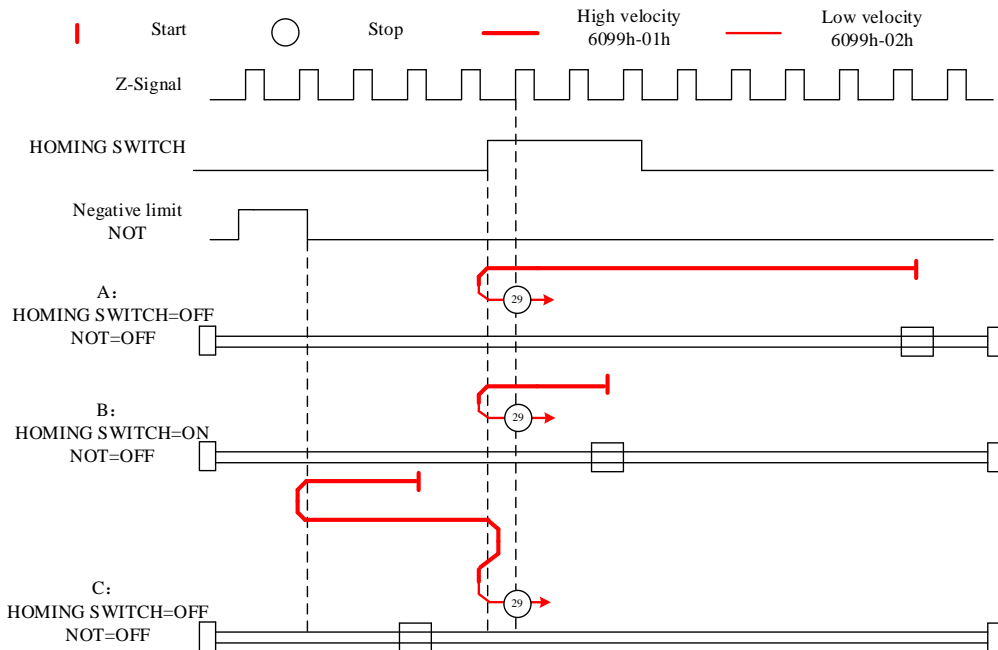 Start
Stop
High velocity
6099h-01h
Low velocity
6099h-02h
Z-Signal
HOMING SWITCH
Negative limit
NOT
A：
HOMING SWITCH=OFF
NOT=OFF
29
B：
HOMING SWITCH=ON
NOT=OFF
29
C：
HOMING SWITCH=OFF
NOT=OFF
29